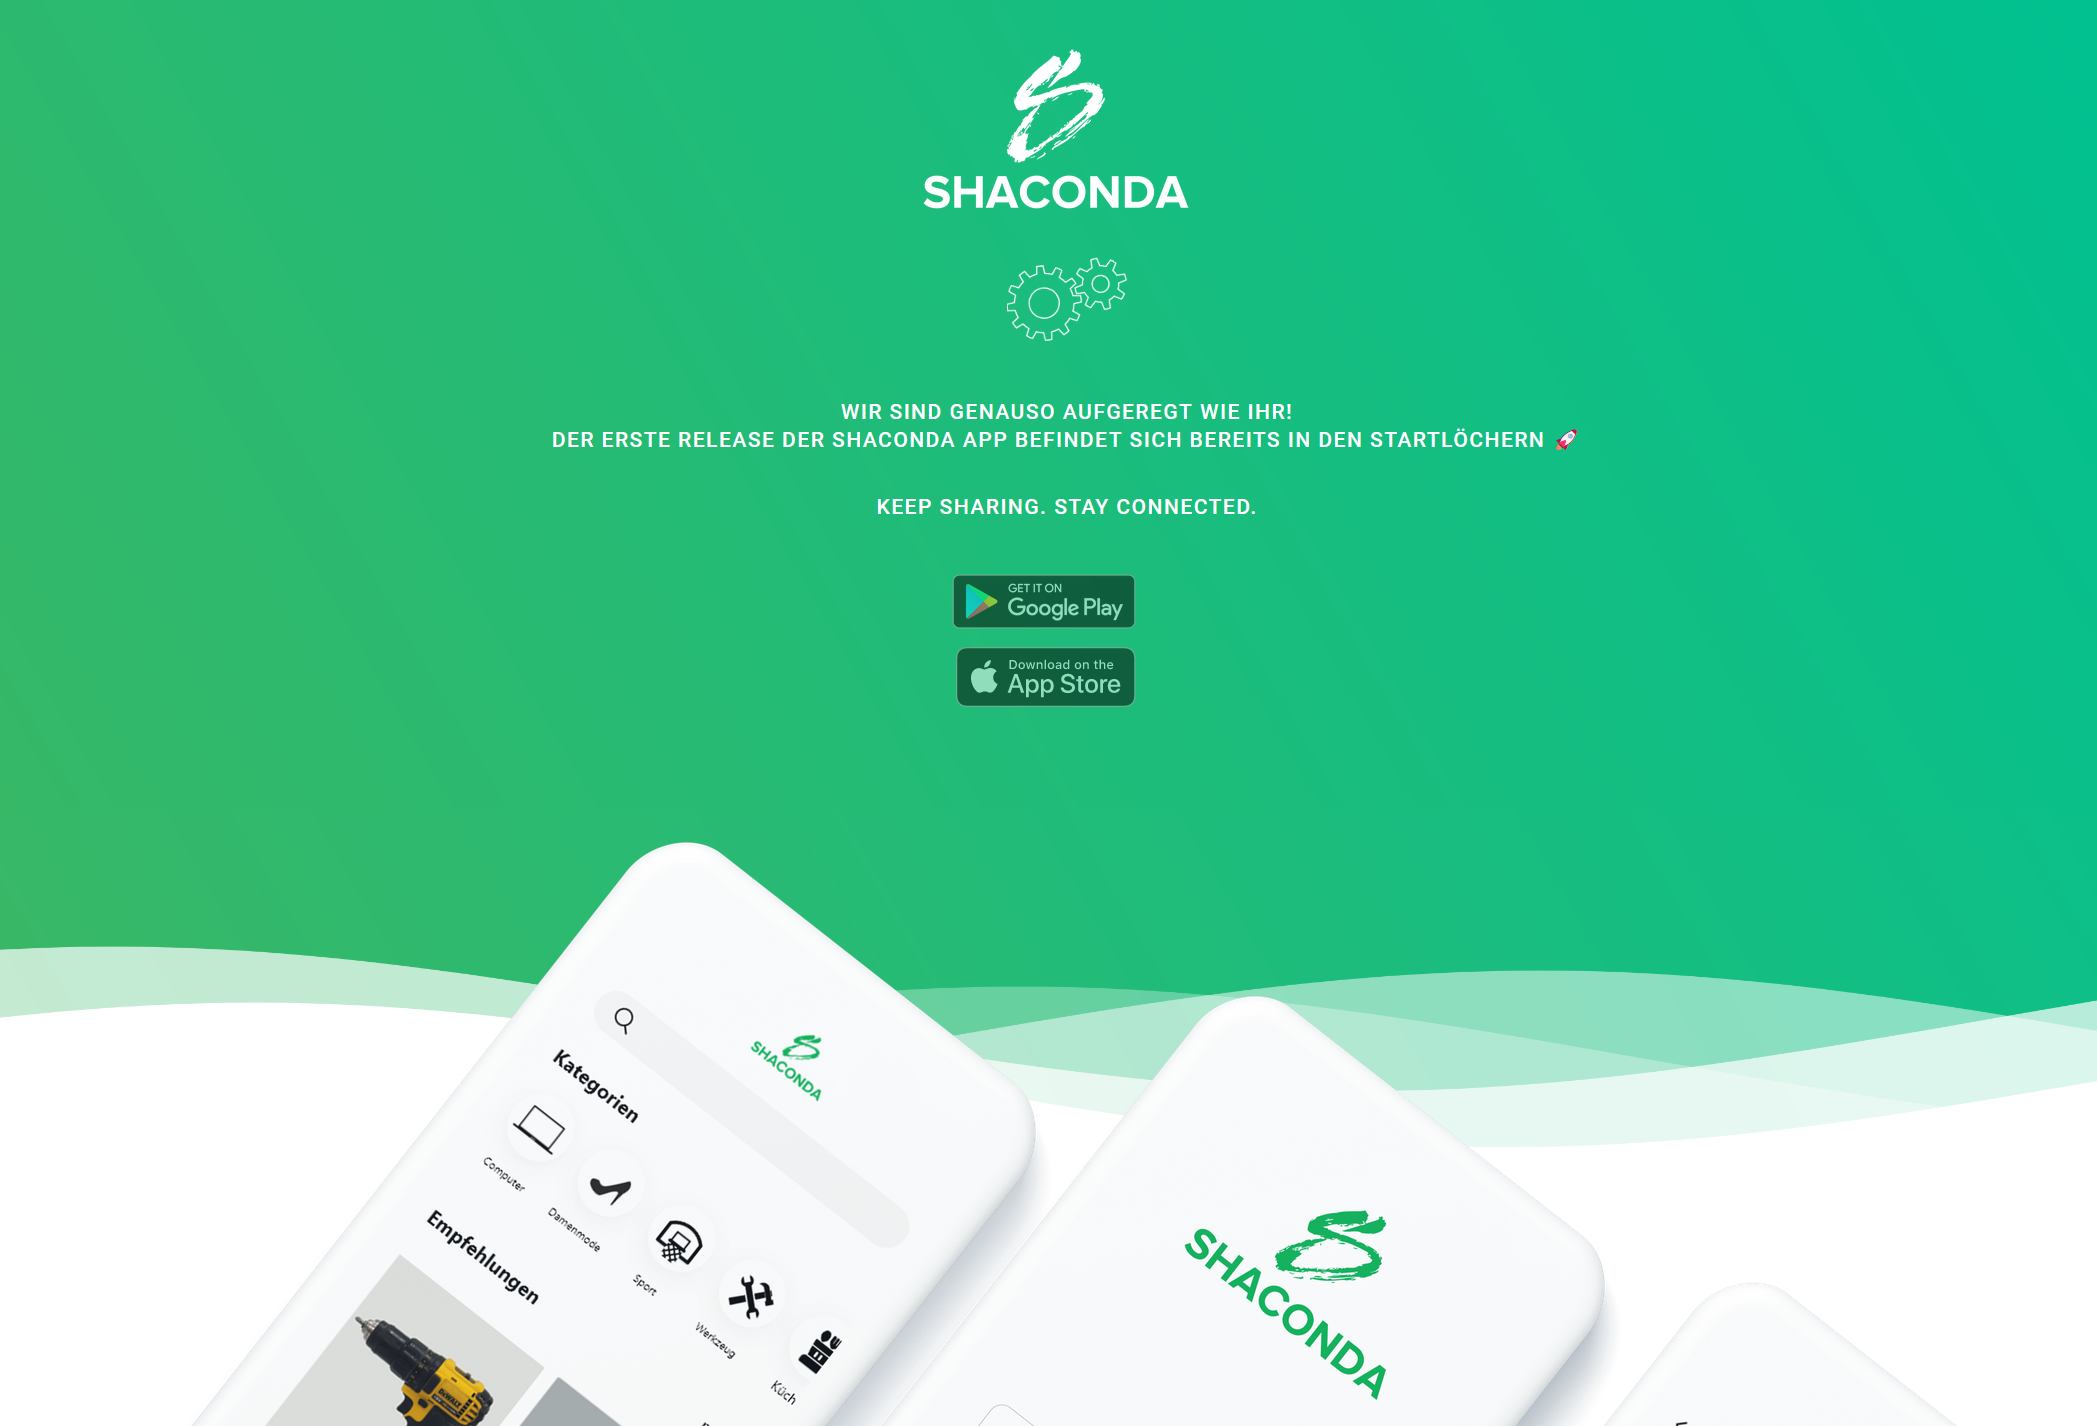 SHACONDA
WIR SIND GENAUSO AUFGEREGT WIE IHR!
DER ERSTE RELEASE DER SHACONDA APP BEFINDET SICH BEREITS IN DEN STARTLÖCHERN 🚀
KEEP SHARING. STAY CONNECTED.
GET IT ON
Google Play
Download on the
App Store
SHACONDA
Kategorien
Computer
Damenmode
Sport
Werkzeug
Küch
Empfehlungen
DEWALT
SHACONDA